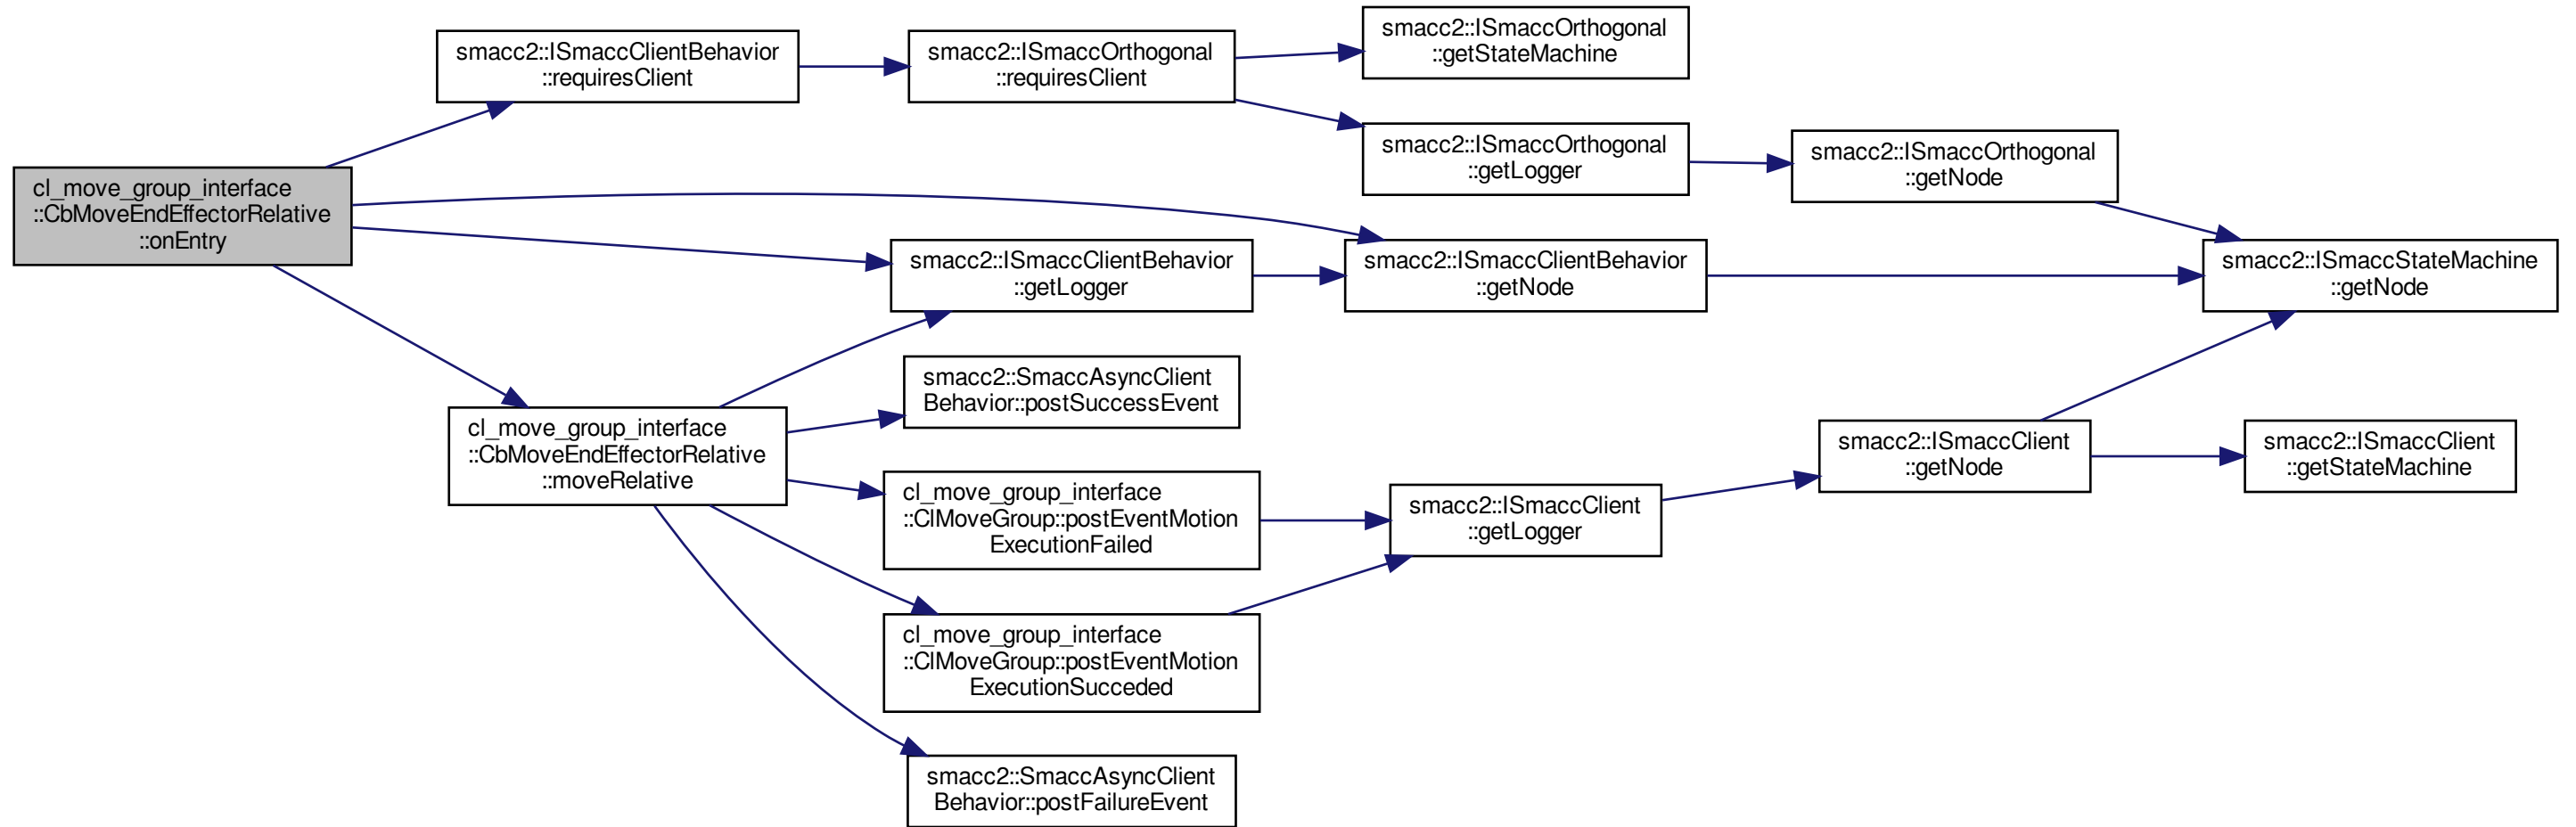 cl_move_group_interface
::CbMoveEndEffectorRelative
::onEntry
smacc2::ISmaccClientBehavior
::requiresClient
smacc2::ISmaccOrthogonal
::requiresClient
smacc2::ISmaccOrthogonal
::getStateMachine
smacc2::ISmaccOrthogonal
::getLogger
smacc2::ISmaccOrthogonal
::getNode
smacc2::ISmaccClientBehavior
::getLogger
smacc2::ISmaccClientBehavior
::getNode
smacc2::ISmaccStateMachine
::getNode
cl_move_group_interface
::CbMoveEndEffectorRelative
::moveRelative
smacc2::SmaccAsyncClient
Behavior::postSuccessEvent
cl_move_group_interface
::ClMoveGroup::postEventMotion
ExecutionFailed
smacc2::ISmaccClient
::getLogger
smacc2::ISmaccClient
::getNode
smacc2::ISmaccClient
::getStateMachine
cl_move_group_interface
::ClMoveGroup::postEventMotion
ExecutionSucceded
smacc2::SmaccAsyncClient
Behavior::postFailureEvent